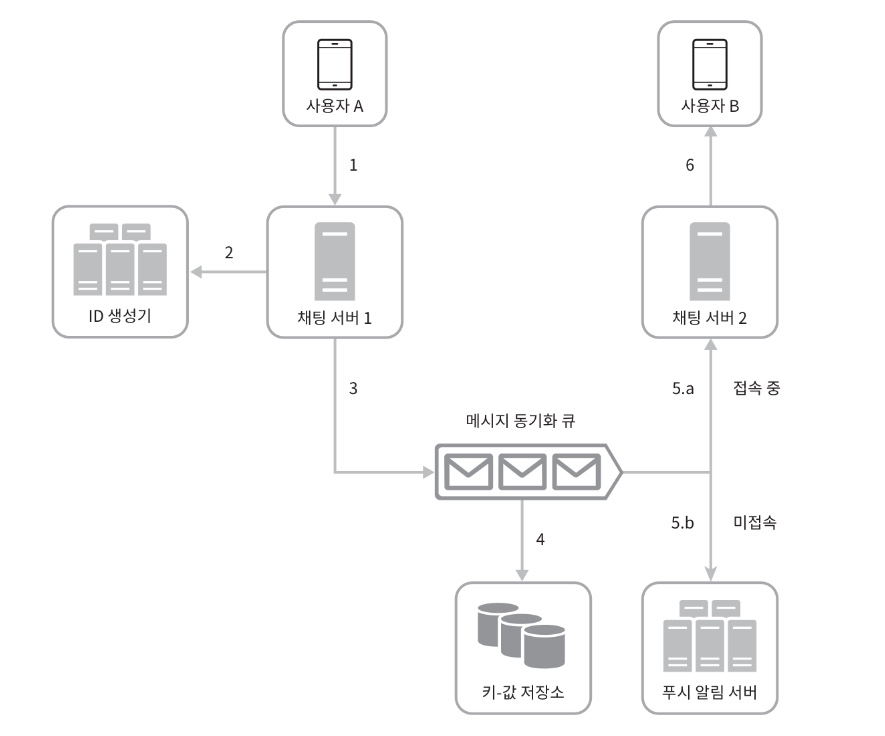 사용자 A
사용자 B
1
6
2
ID 생성기
채팅 서버 1
채팅 서버 2
3
5.a
접속 중
메시지 동기화 큐
5.b
미접속
4
키-값 저장소
푸시 알림 서버